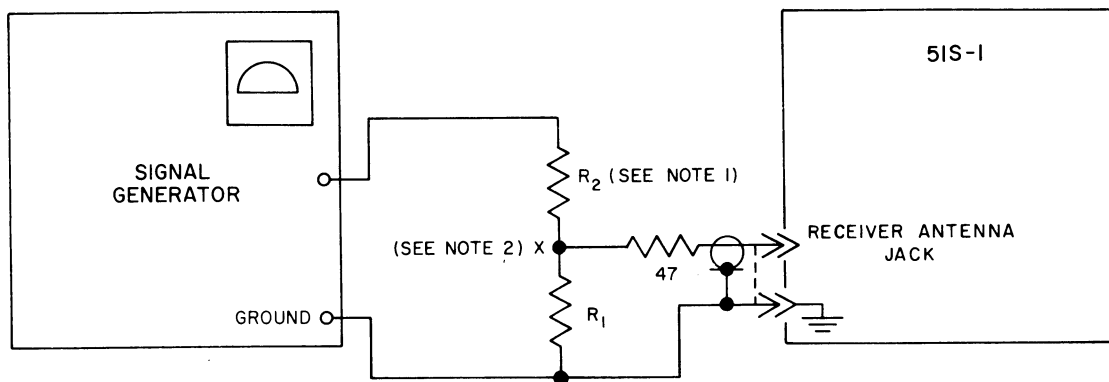 51S-1
SIGNAL
GENERATOR
R2 (SEE NOTE 1)
(SEE NOTE 2) X
47
RECEIVER ANTENNA
JACK
GROUND
R1